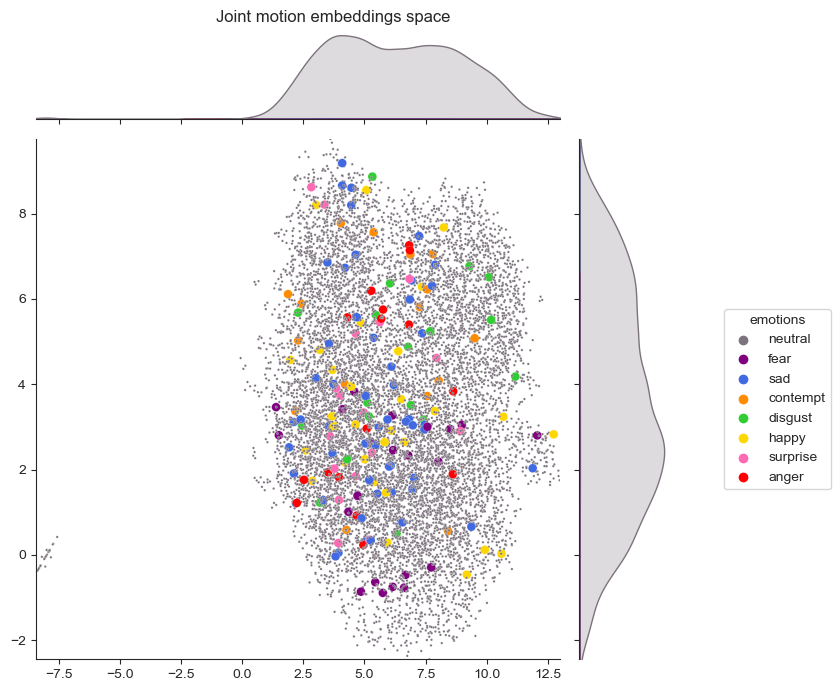 Joint motion embeddings space
8
6
4
2
0
−2
−7.5
−5.0
−2.5
0.0
2.5
5.0
7.5
10.0
12.5
emotions
neutral
fear
sad
contempt
disgust
happy
surprise
anger